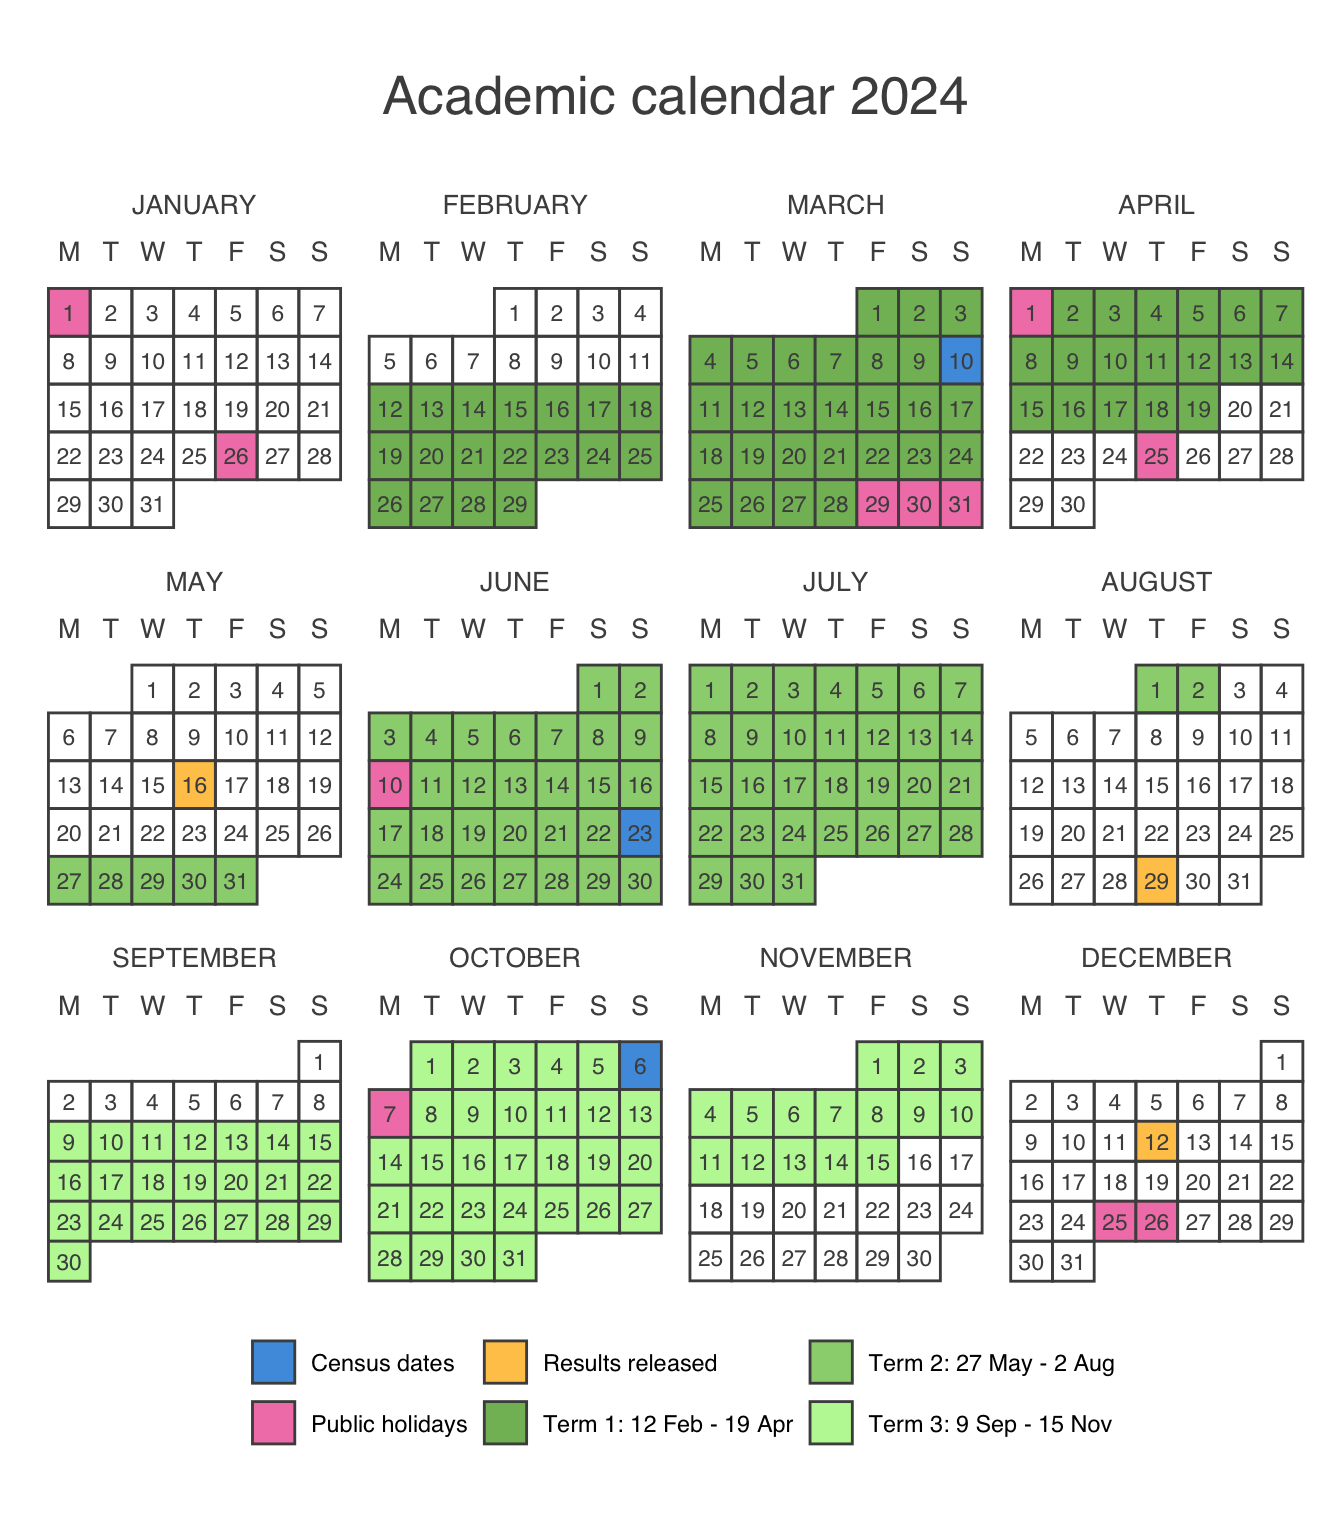 Academic calendar 2024
JANUARY FEBRUARY MARCH APRIL
M T W T F S S M T W T F S S M T W T F S S M T W T F S S
1 2 3 4 5 6 7 1 2 3 4 1 2 3 1 2 3 4 5 6 7
8 9 10 11 12 13 14 5 6 7 8 9 10 11 4 5 6 7 8 9 10 8 9 10 11 12 13 14
15 16 17 18 19 20 21 12 13 14 15 16 17 18 11 12 13 14 15 16 17 15 16 17 18 19 20 21
22 23 24 25 26 27 28 19 20 21 22 23 24 25 18 19 20 21 22 23 24 22 23 24 25 26 27 28
29 30 31 26 27 28 29 25 26 27 28 29 30 31 29 30
MAY JUNE JULY AUGUST
M T W T F S S M T W T F S S M T W T F S S M T W T F S S
1 2 3 4 5 1 2 1 2 3 4 5 6 7 1 2 3 4
6 7 8 9 10 11 12 3 4 5 6 7 8 9 8 9 10 11 12 13 14 5 6 7 8 9 10 11
13 14 15 16 17 18 19 10 11 12 13 14 15 16 15 16 17 18 19 20 21 12 13 14 15 16 17 18
20 21 22 23 24 25 26 17 18 19 20 21 22 23 22 23 24 25 26 27 28 19 20 21 22 23 24 25
27 28 29 30 31 24 25 26 27 28 29 30 29 30 31 26 27 28 29 30 31
SEPTEMBER OCTOBER NOVEMBER DECEMBER
M T W T F S S M T W T F S S M T W T F S S M T W T F S S
1 1 2 3 4 5 6 1 2 3 1
2 3 4 5 6 7 8 7 8 9 10 11 12 13 4 5 6 7 8 9 10 2 3 4 5 6 7 8
9 10 11 12 13 14 15 14 15 16 17 18 19 20 11 12 13 14 15 16 17 9 10 11 12 13 14 15
16 17 18 19 20 21 22 21 22 23 24 25 26 27 18 19 20 21 22 23 24 16 17 18 19 20 21 22
23 24 25 26 27 28 29 28 29 30 31 25 26 27 28 29 30 23 24 25 26 27 28 29
30 30 31
Census dates Results released Term 2: 27 May - 2 Aug
Public holidays Term 1: 12 Feb - 19 Apr Term 3: 9 Sep - 15 Nov